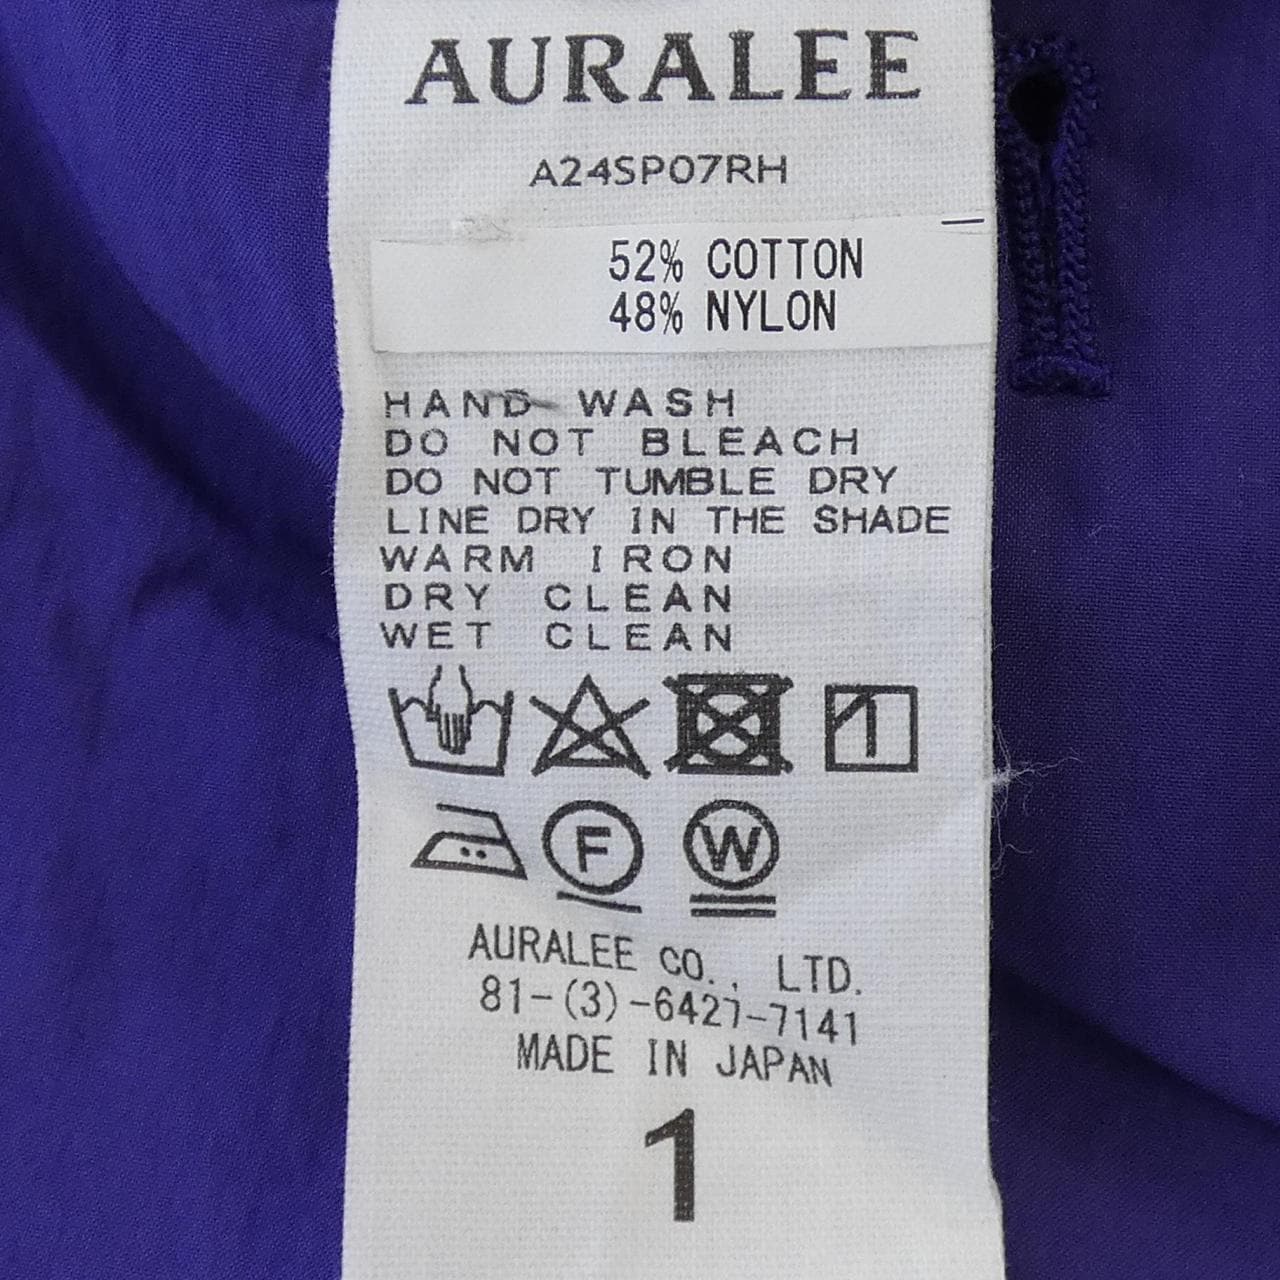 AURALEE
A24SP07RH
52% COTTON
48% NYLON
HAND WASH
DO NOT BLEACH
DO NOT TUMBLE DRY
LINE DRY IN THE SHADE
WARM IRON
DRY CLEAN
WET CLEAN
F W
AURALEE CO., LTD.
81-(3)-6427-7141
MADE IN JAPAN
1